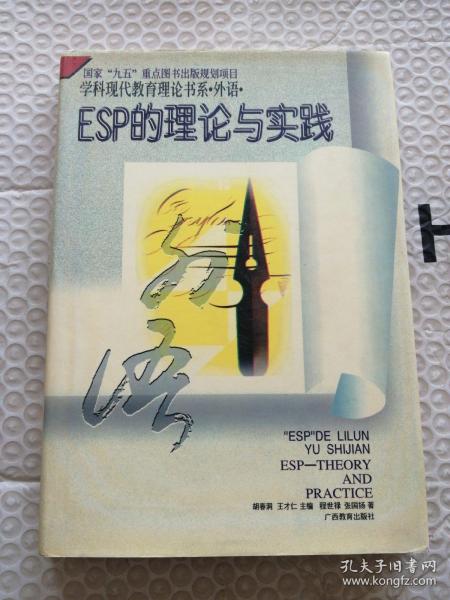 国家“九五”重点图书出版规划项目
学科现代教育理论书系·外语·
ESP的理论与实践
外语
"ESP"DE LILUN
YU SHIJIAN
ESP—THEORY
AND
PRACTICE
胡春洞 王才仁 主编 程世禄 张国扬 著
广西教育出版社
孔夫子旧书网
www.kongfz.com